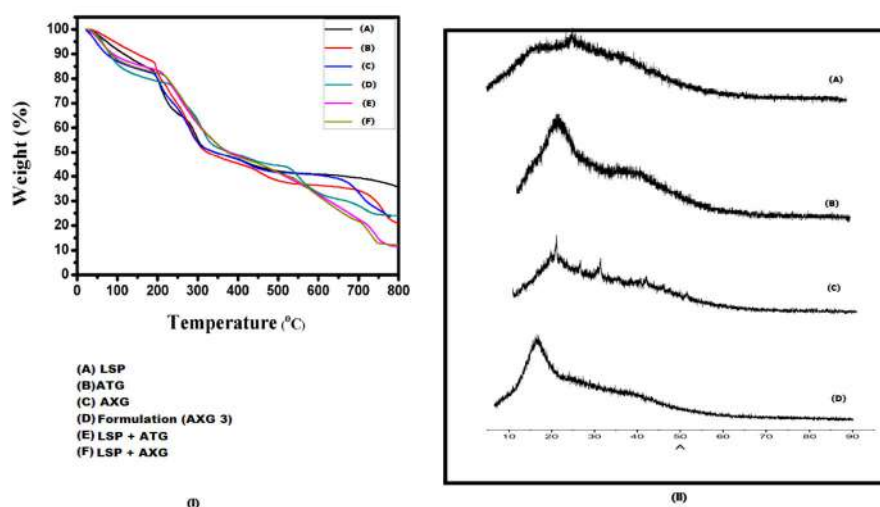 100
90
80
70
60
50
40
30
20
10
0
Weight (%)
(A)
(B)
(C)
(D)
(E)
(F)
0 100 200 300 400 500 600 700 800
Temperature (°C)
(A) LSP
(B) ATG
(C) AXG
(D) Formulation (AXG 3)
(E) LSP + ATG
(F) LSP + AXG
(I)
(A)
(B)
(C)
(D)
10 20 30 40 50 60 70 80 90
(II)